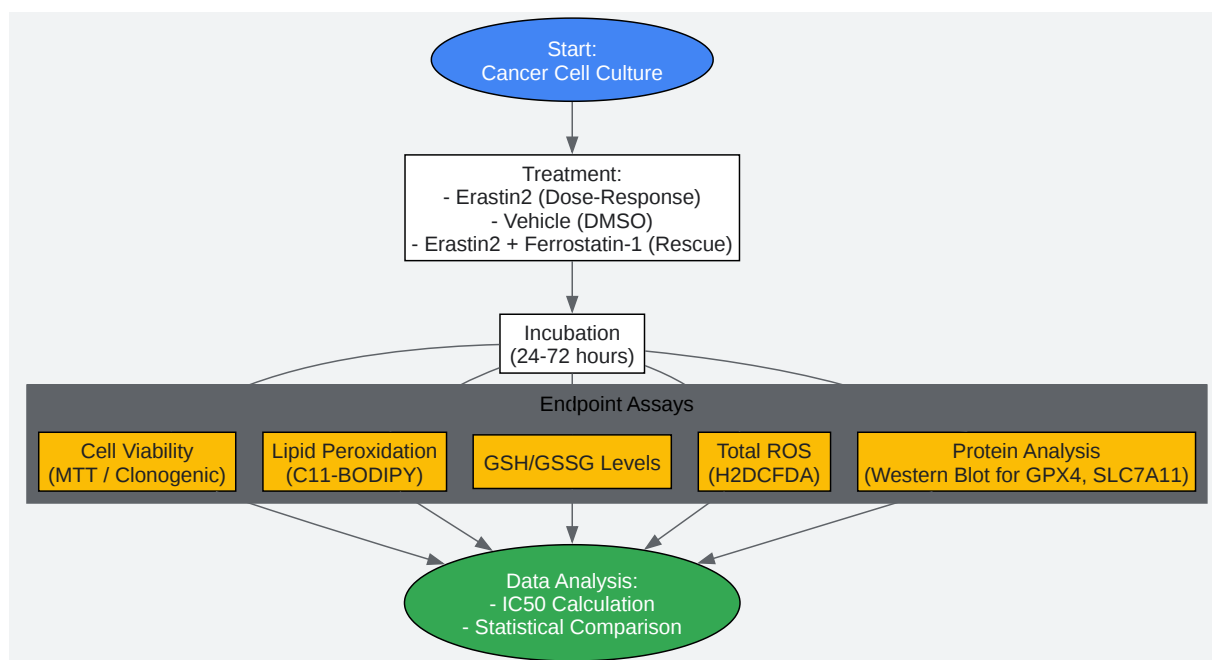 Start:
Cancer Cell Culture
Treatment:
- Erastin2 (Dose-Response)
- Vehicle (DMSO)
- Erastin2 + Ferrostatin-1 (Rescue)
Incubation
(24-72 hours)
Endpoint Assays
Cell Viability
(MTT / Clonogenic)
Lipid Peroxidation
(C11-BODIPY)
GSH/GSSG Levels
Total ROS
(H2DCFDA)
Protein Analysis
(Western Blot for GPX4, SLC7A11)
Data Analysis:
- IC50 Calculation
- Statistical Comparison